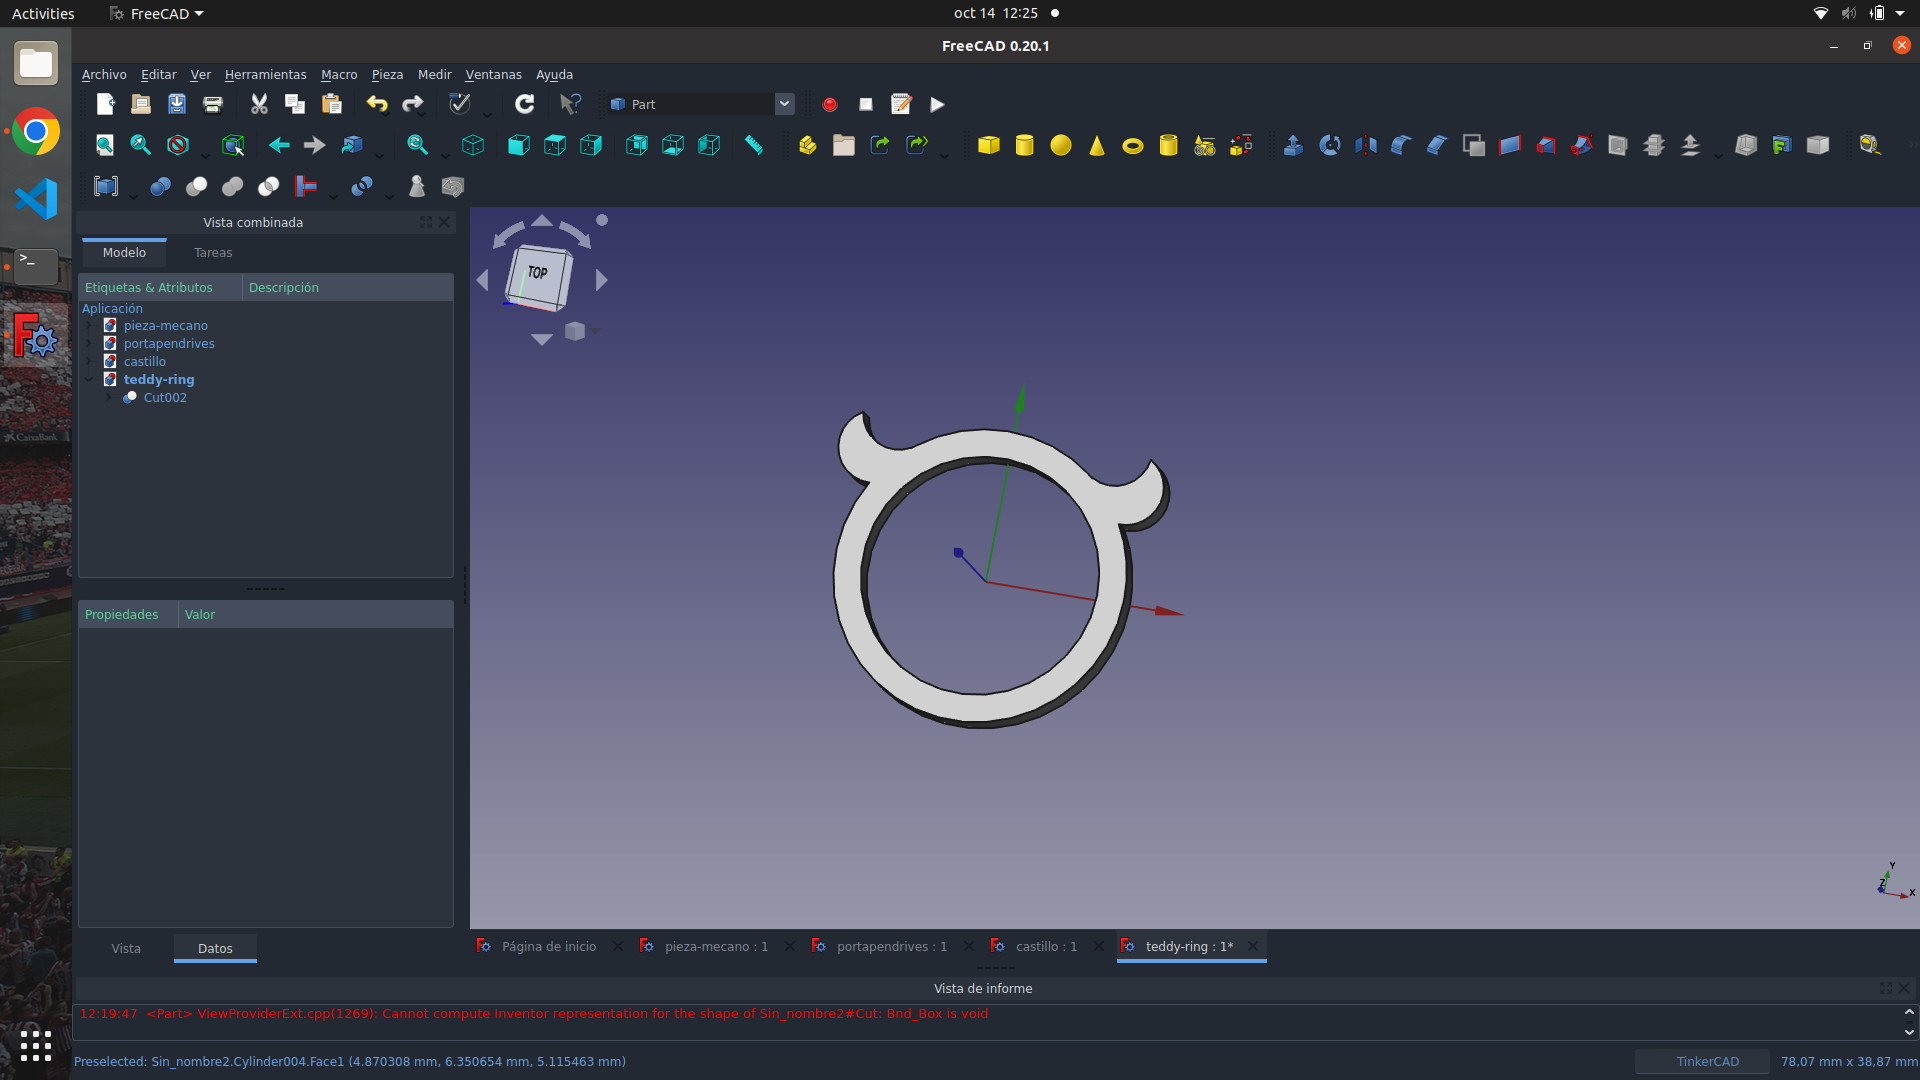 Activities
FreeCAD
oct 14 12:25
FreeCAD 0.20.1
Archivo Editar Ver Herramientas Macro Pieza Medir Ventanas Ayuda
Part
Vista combinada
Modelo Tareas
Etiquetas & Atributos Descripción
Aplicación
pieza-mecano
portapendrives
castillo
teddy-ring
Cut002
TOP
CaixaBank
Propiedades Valor
Y
Z
X
Vista Datos
Página de inicio pieza-mecano : 1 portapendrives : 1 castillo : 1 teddy-ring : 1*
Vista de informe
12:19:47 <Part> ViewProviderExt.cpp(1269): Cannot compute Inventor representation for the shape of Sin_nombre2#Cut: Bnd_Box is void
Preselected: Sin_nombre2.Cylinder004.Face1 (4.870308 mm, 6.350654 mm, 5.115463 mm)
TinkerCAD
78,07 mm x 38,87 mm